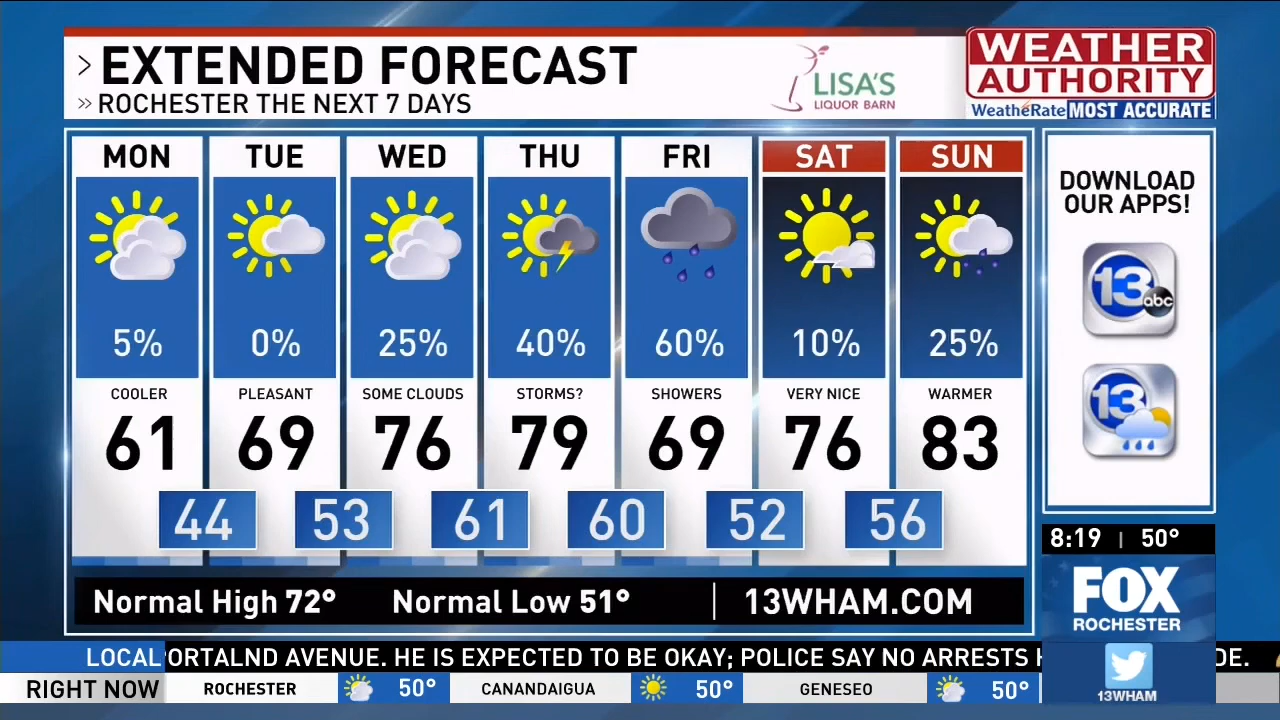 > EXTENDED FORECAST
» ROCHESTER THE NEXT 7 DAYS
LISA'S
LIQUOR BARN
WEATHER
AUTHORITY
WeatheRate MOST ACCURATE
MON TUE WED THU FRI SAT SUN
5% 0% 25% 40% 60% 10% 25%
COOLER PLEASANT SOME CLOUDS STORMS? SHOWERS VERY NICE WARMER
61 69 76 79 69 76 83
44 53 61 60 52 56
Normal High 72° Normal Low 51° | 13WHAM.COM
DOWNLOAD
OUR APPS!
13 abc
13
8:19 | 50°
FOX
ROCHESTER
LOCAL ORTALND AVENUE. HE IS EXPECTED TO BE OKAY; POLICE SAY NO ARRESTS H DE.
RIGHT NOW ROCHESTER 50° CANANDAIGUA 50° GENESEO 50°
13WHAM